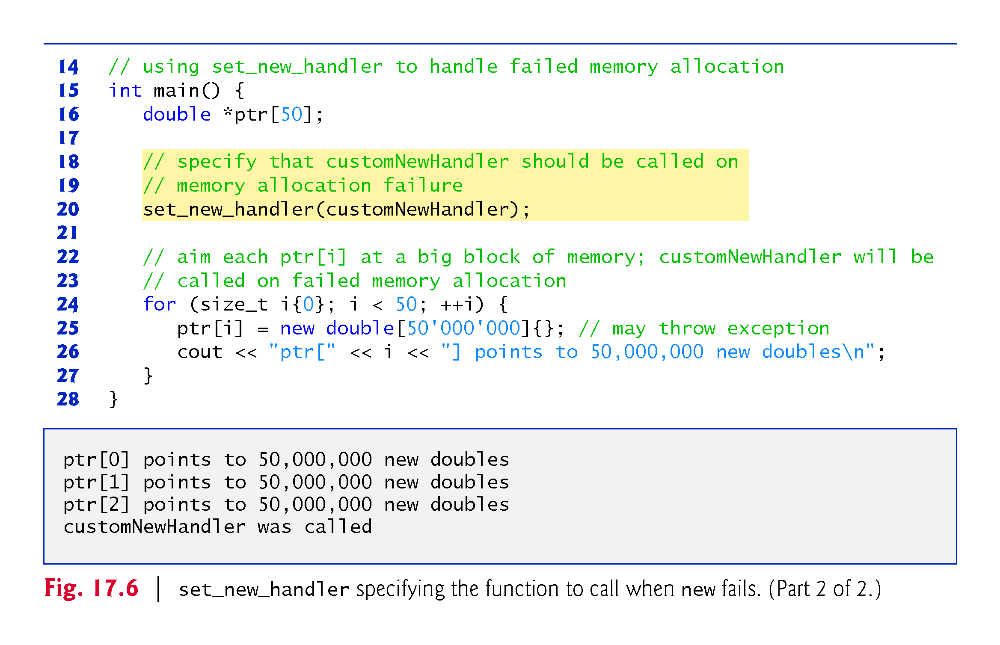 14 // using set_new_handler to handle failed memory allocation
15 int main() {
16    double *ptr[50];
17
18    // specify that customNewHandler should be called on
19    // memory allocation failure
20    set_new_handler(customNewHandler);
21
22    // aim each ptr[i] at a big block of memory; customNewHandler will be
23    // called on failed memory allocation
24    for (size_t i{0}; i < 50; ++i) {
25       ptr[i] = new double[50'000'000]{}; // may throw exception
26       cout << "ptr[" << i << "] points to 50,000,000 new doubles\n";
27    }
28 }
ptr[0] points to 50,000,000 new doubles
ptr[1] points to 50,000,000 new doubles
ptr[2] points to 50,000,000 new doubles
customNewHandler was called
Fig. 17.6 | set_new_handler specifying the function to call when new fails. (Part 2 of 2.)